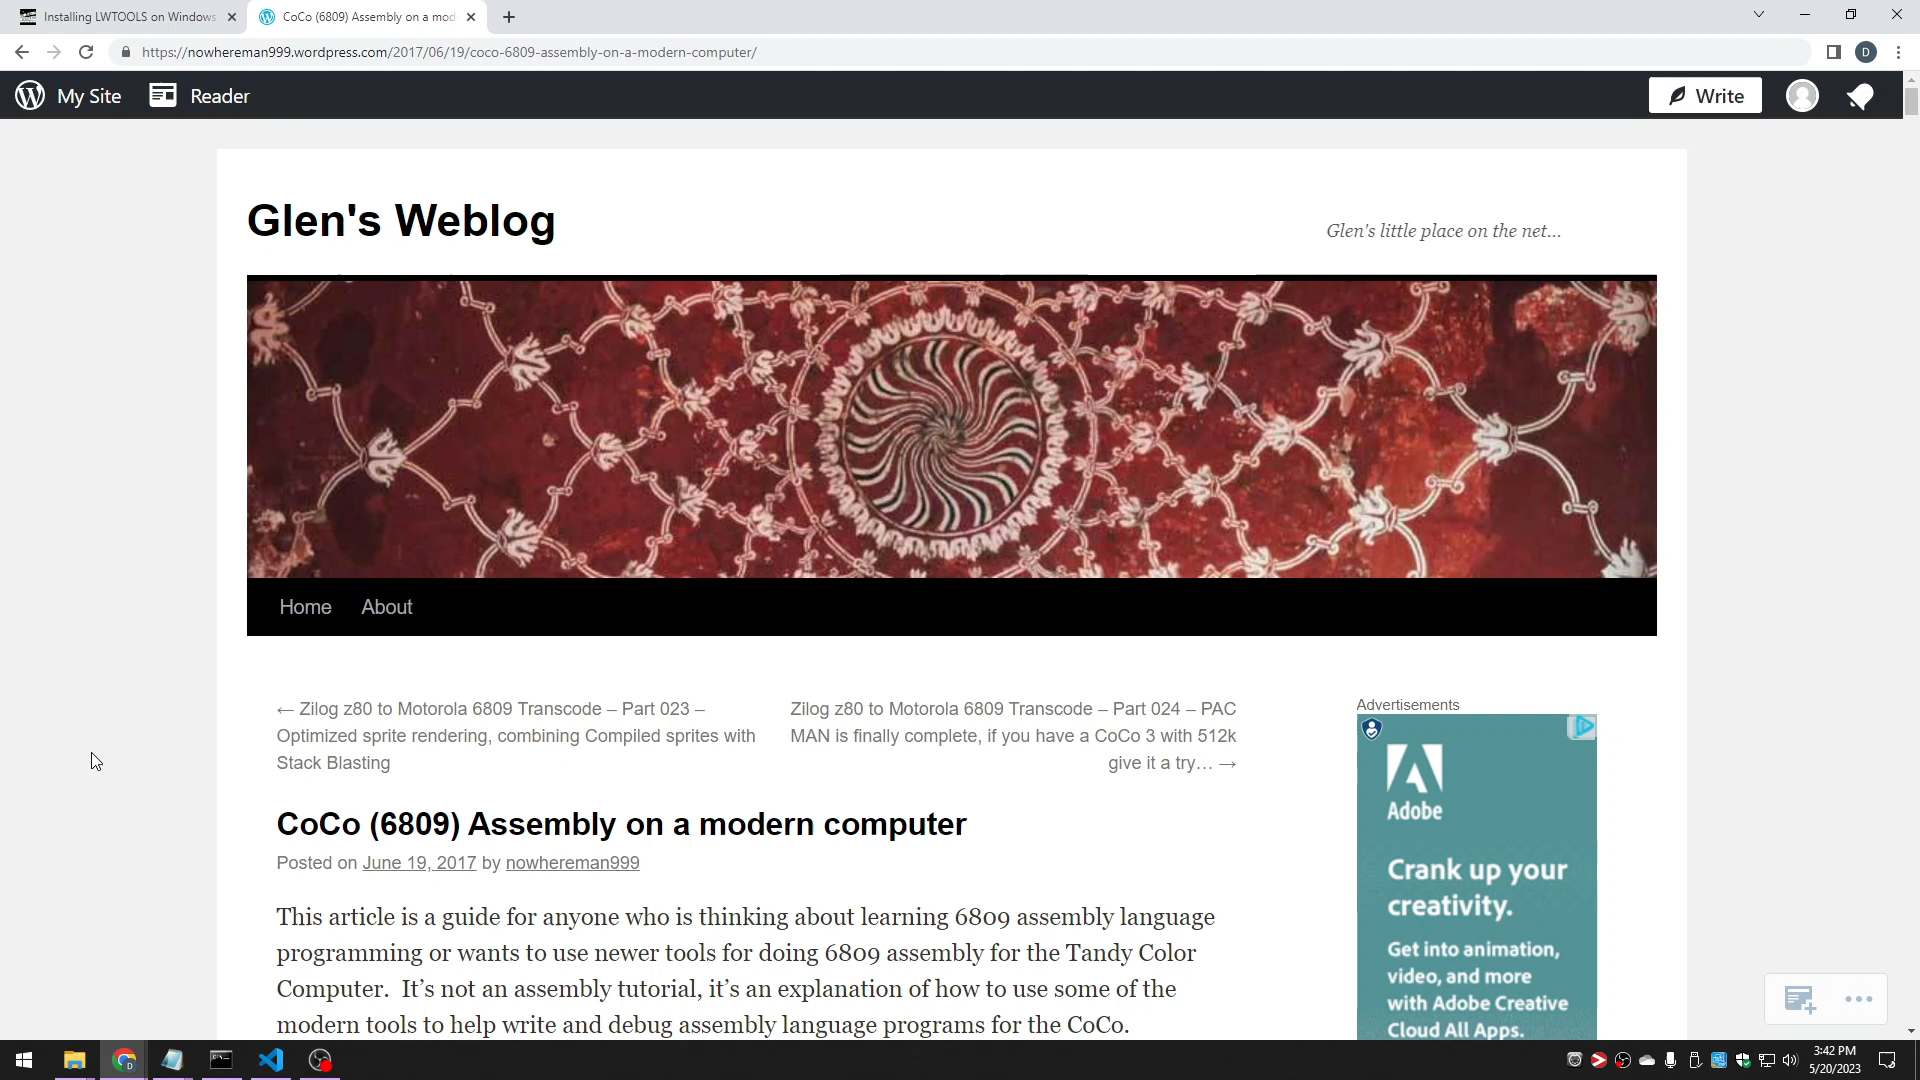 Installing LWTOOLS on Windows
CoCo (6809) Assembly on a mod
https://nowhereman999.wordpress.com/2017/06/19/coco-6809-assembly-on-a-modern-computer/
D
My Site
Reader
Write
Glen's Weblog
Glen's little place on the net...
Home
About
← Zilog z80 to Motorola 6809 Transcode – Part 023 –
Optimized sprite rendering, combining Compiled sprites with
Stack Blasting
Zilog z80 to Motorola 6809 Transcode – Part 024 – PAC
MAN is finally complete, if you have a CoCo 3 with 512k
give it a try… →
CoCo (6809) Assembly on a modern computer
Posted on June 19, 2017 by nowhereman999
This article is a guide for anyone who is thinking about learning 6809 assembly language
programming or wants to use newer tools for doing 6809 assembly for the Tandy Color
Computer.  It’s not an assembly tutorial, it’s an explanation of how to use some of the
modern tools to help write and debug assembly language programs for the CoCo.
Advertisements
Adobe
Crank up your
creativity.
Get into animation,
video, and more
with Adobe Creative
Cloud All Apps.
3:42 PM
5/20/2023